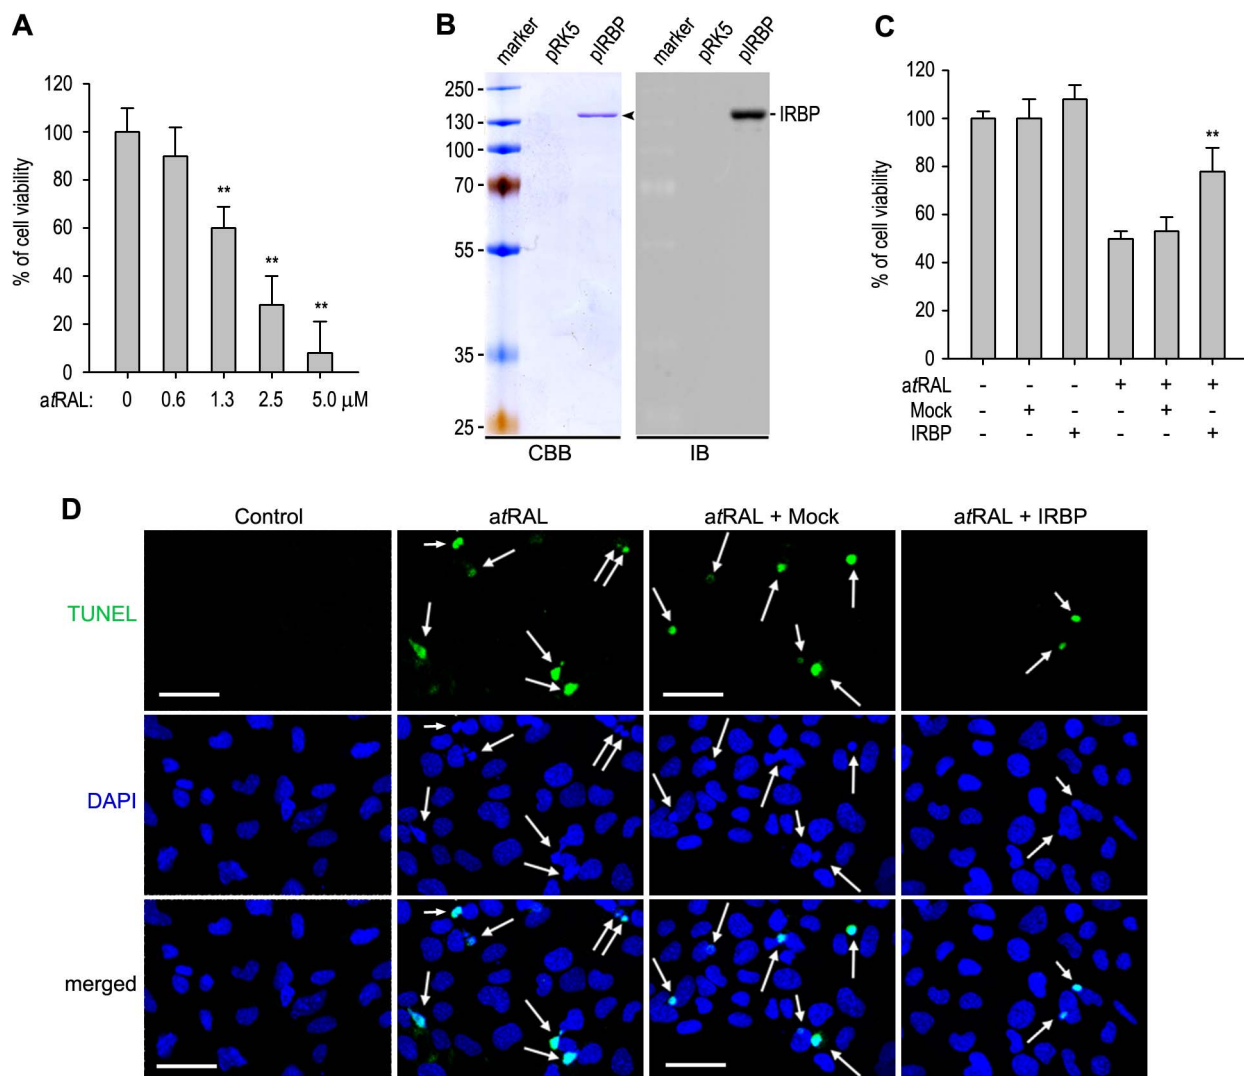 A
% of cell viability
120
100
80
60
40
20
0
**
**
**
atRAL: 0 0.6 1.3 2.5 5.0 µM
B
marker pRK5 pIRBP marker pRK5 pIRBP
250
130
100
70
55
35
25
IRBP
CBB IB
C
% of cell viability
120
100
80
60
40
20
0
**
atRAL - - - + + +
Mock - + - - + -
IRBP - - + - - +
D
Control atRAL atRAL + Mock atRAL + IRBP
TUNEL
DAPI
merged